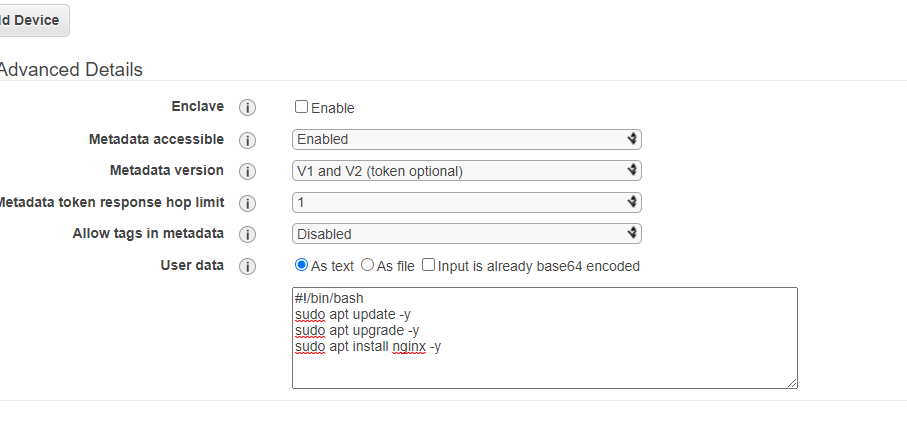 ld Device
Advanced Details
Enclave i Enable
Metadata accessible i Enabled
Metadata version i V1 and V2 (token optional)
Metadata token response hop limit i 1
Allow tags in metadata i Disabled
User data i As text As file Input is already base64 encoded
#!/bin/bash
sudo apt update -y
sudo apt upgrade -y
sudo apt install nginx -y